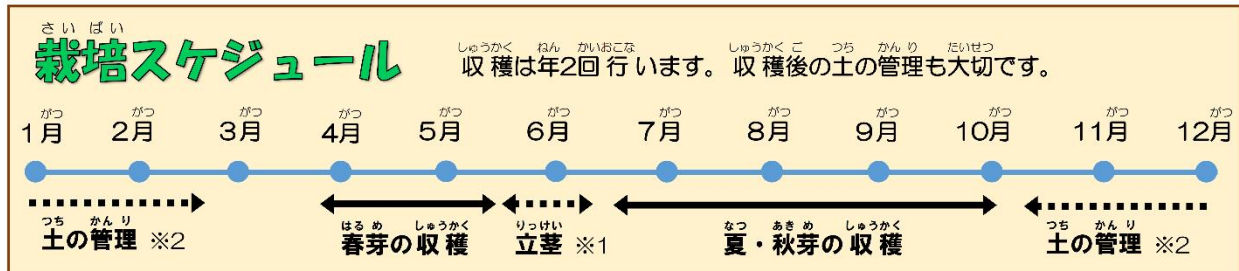 さいばい
栽培スケジュール
しゅうかく ねん かいおこな しゅうかくご つち かんり たいせつ
収穫は年2回行います。収穫後の土の管理も大切です。
がつ がつ がつ がつ がつ がつ がつ がつ がつ がつ がつ がつ
1月 2月 3月 4月 5月 6月 7月 8月 9月 10月 11月 12月
つち かんり はるめ しゅうかく りっけい なつ あきめ しゅうかく つち かんり
土の管理 ※2 春芽の収穫 立茎 ※1 夏・秋芽の収穫 土の管理 ※2